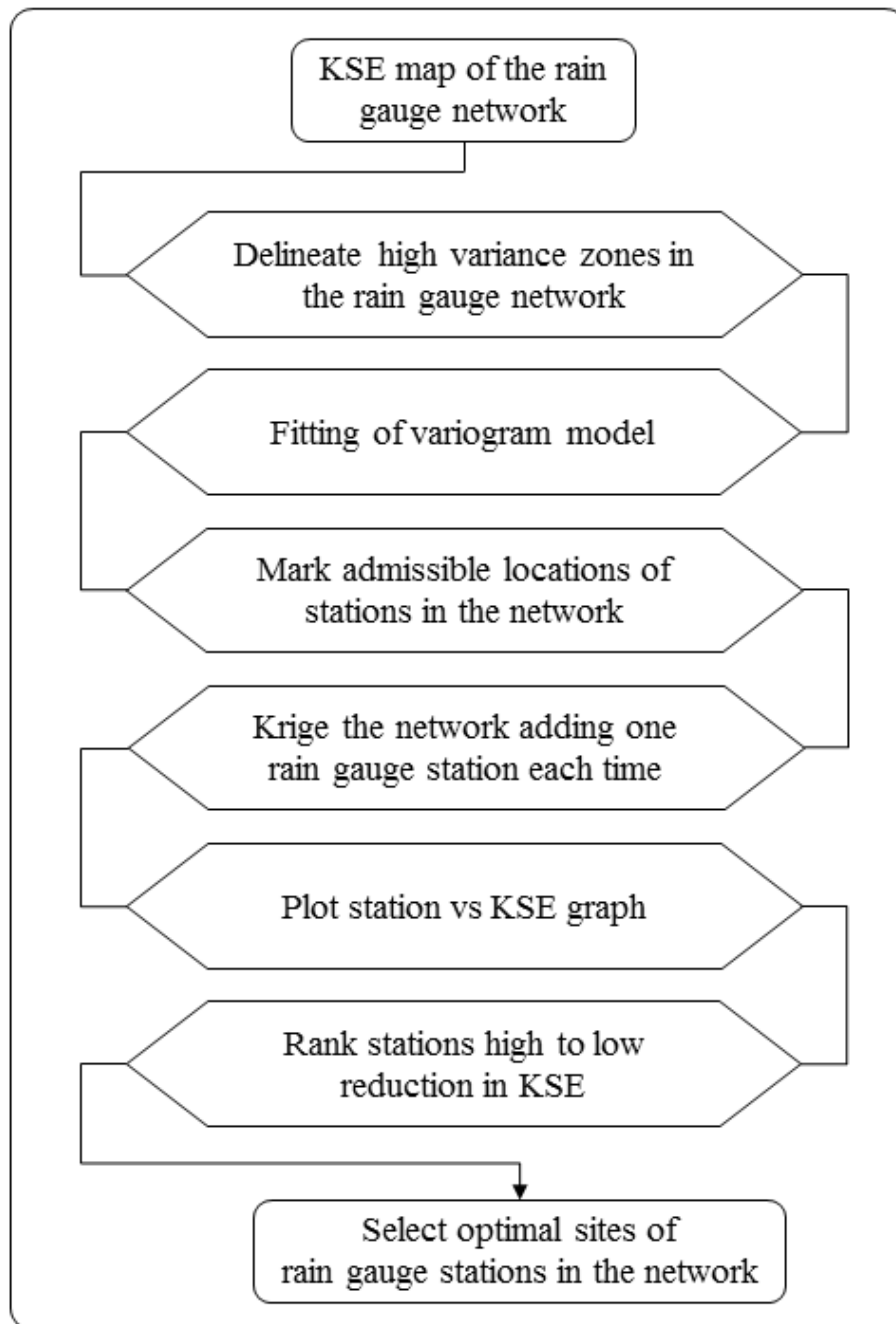 KSE map of the rain
gauge network
Delineate high variance zones in
the rain gauge network
Fitting of variogram model
Mark admissible locations of
stations in the network
Krige the network adding one
rain gauge station each time
Plot station vs KSE graph
Rank stations high to low
reduction in KSE
Select optimal sites of
rain gauge stations in the network